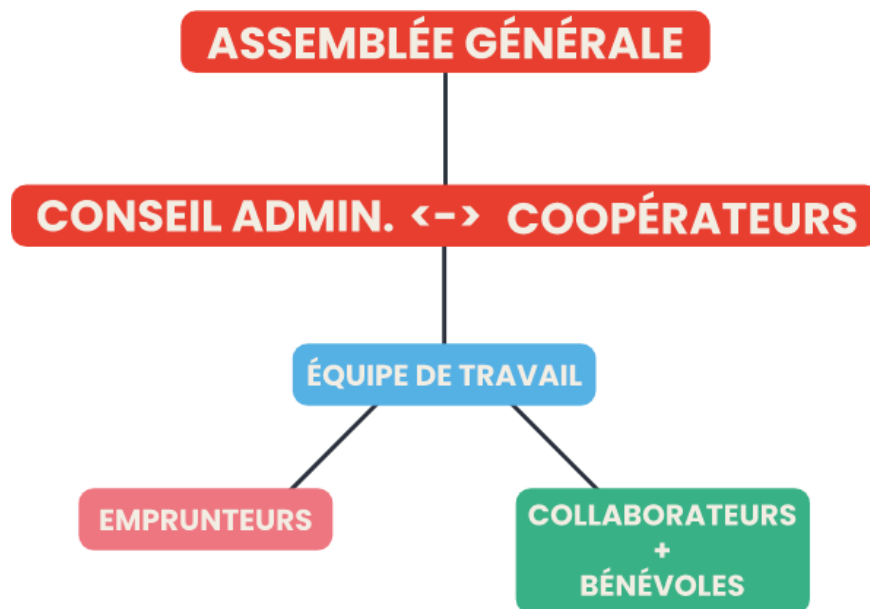 ASSEMBLÉE GÉNÉRALE
CONSEIL ADMIN. <-> COOPÉRATEURS
ÉQUIPE DE TRAVAIL
EMPRUNTEURS
COLLABORATEURS
+
BÉNÉVOLES